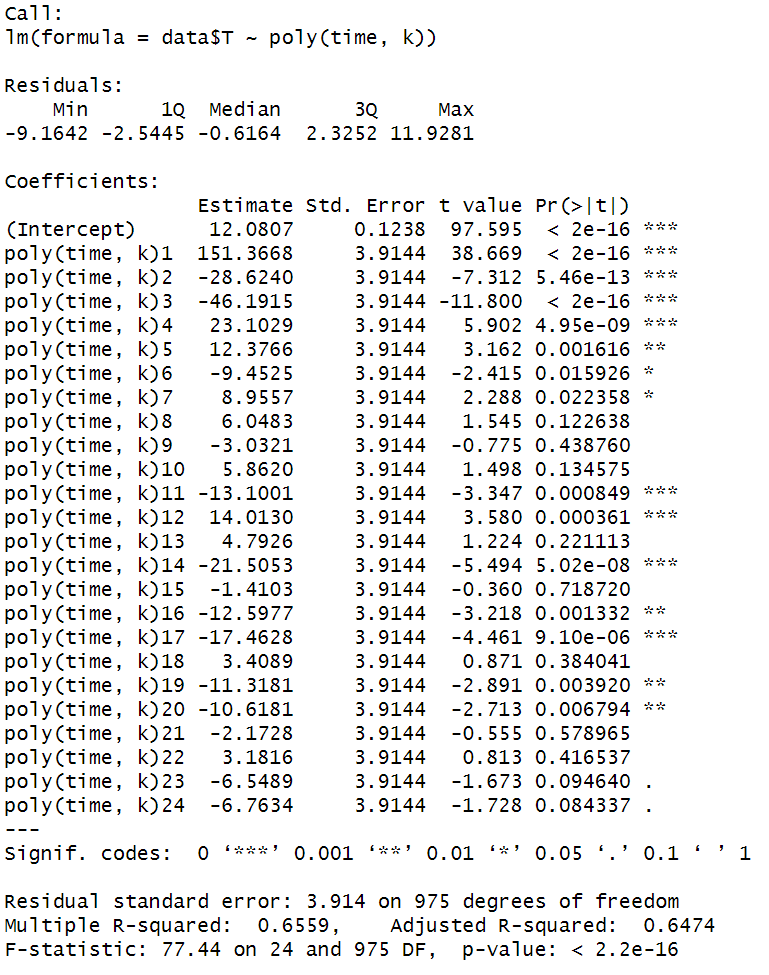 Call:
lm(formula = data$T ~ poly(time, k))

Residuals:
    Min      1Q  Median      3Q     Max
-9.1642 -2.5445 -0.6164  2.3252 11.9281

Coefficients:
                Estimate Std. Error t value Pr(>|t|)
(Intercept)      12.0807     0.1238  97.595  < 2e-16 ***
poly(time, k)1  151.3668     3.9144  38.669  < 2e-16 ***
poly(time, k)2  -28.6240     3.9144  -7.312 5.46e-13 ***
poly(time, k)3  -46.1915     3.9144 -11.800  < 2e-16 ***
poly(time, k)4   23.1029     3.9144   5.902 4.95e-09 ***
poly(time, k)5   12.3766     3.9144   3.162 0.001616 **
poly(time, k)6   -9.4525     3.9144  -2.415 0.015926 *
poly(time, k)7    8.9557     3.9144   2.288 0.022358 *
poly(time, k)8    6.0483     3.9144   1.545 0.122638
poly(time, k)9   -3.0321     3.9144  -0.775 0.438760
poly(time, k)10   5.8620     3.9144   1.498 0.134575
poly(time, k)11 -13.1001     3.9144  -3.347 0.000849 ***
poly(time, k)12  14.0130     3.9144   3.580 0.000361 ***
poly(time, k)13   4.7926     3.9144   1.224 0.221113
poly(time, k)14 -21.5053     3.9144  -5.494 5.02e-08 ***
poly(time, k)15  -1.4103     3.9144  -0.360 0.718720
poly(time, k)16 -12.5977     3.9144  -3.218 0.001332 **
poly(time, k)17 -17.4628     3.9144  -4.461 9.10e-06 ***
poly(time, k)18   3.4089     3.9144   0.871 0.384041
poly(time, k)19 -11.3181     3.9144  -2.891 0.003920 **
poly(time, k)20 -10.6181     3.9144  -2.713 0.006794 **
poly(time, k)21  -2.1728     3.9144  -0.555 0.578965
poly(time, k)22   3.1816     3.9144   0.813 0.416537
poly(time, k)23  -6.5489     3.9144  -1.673 0.094640 .
poly(time, k)24  -6.7634     3.9144  -1.728 0.084337 .
---
Signif. codes:  0 ‘***’ 0.001 ‘**’ 0.01 ‘*’ 0.05 ‘.’ 0.1 ‘ ’ 1

Residual standard error: 3.914 on 975 degrees of freedom
Multiple R-squared:  0.6559,    Adjusted R-squared:  0.6474
F-statistic: 77.44 on 24 and 975 DF,  p-value: < 2.2e-16